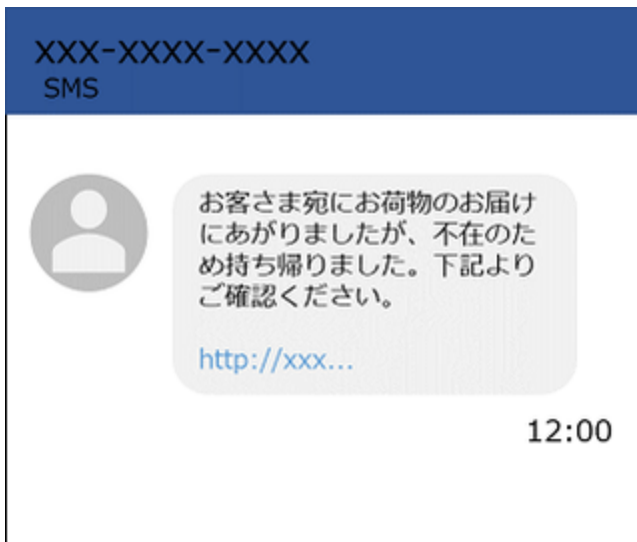 xxx-xxxx-xxxx
SMS
お客さま宛にお荷物のお届け
にあがりましたが、不在のた
め持ち帰りました。下記より
ご確認ください。
http://xxx...
12:00